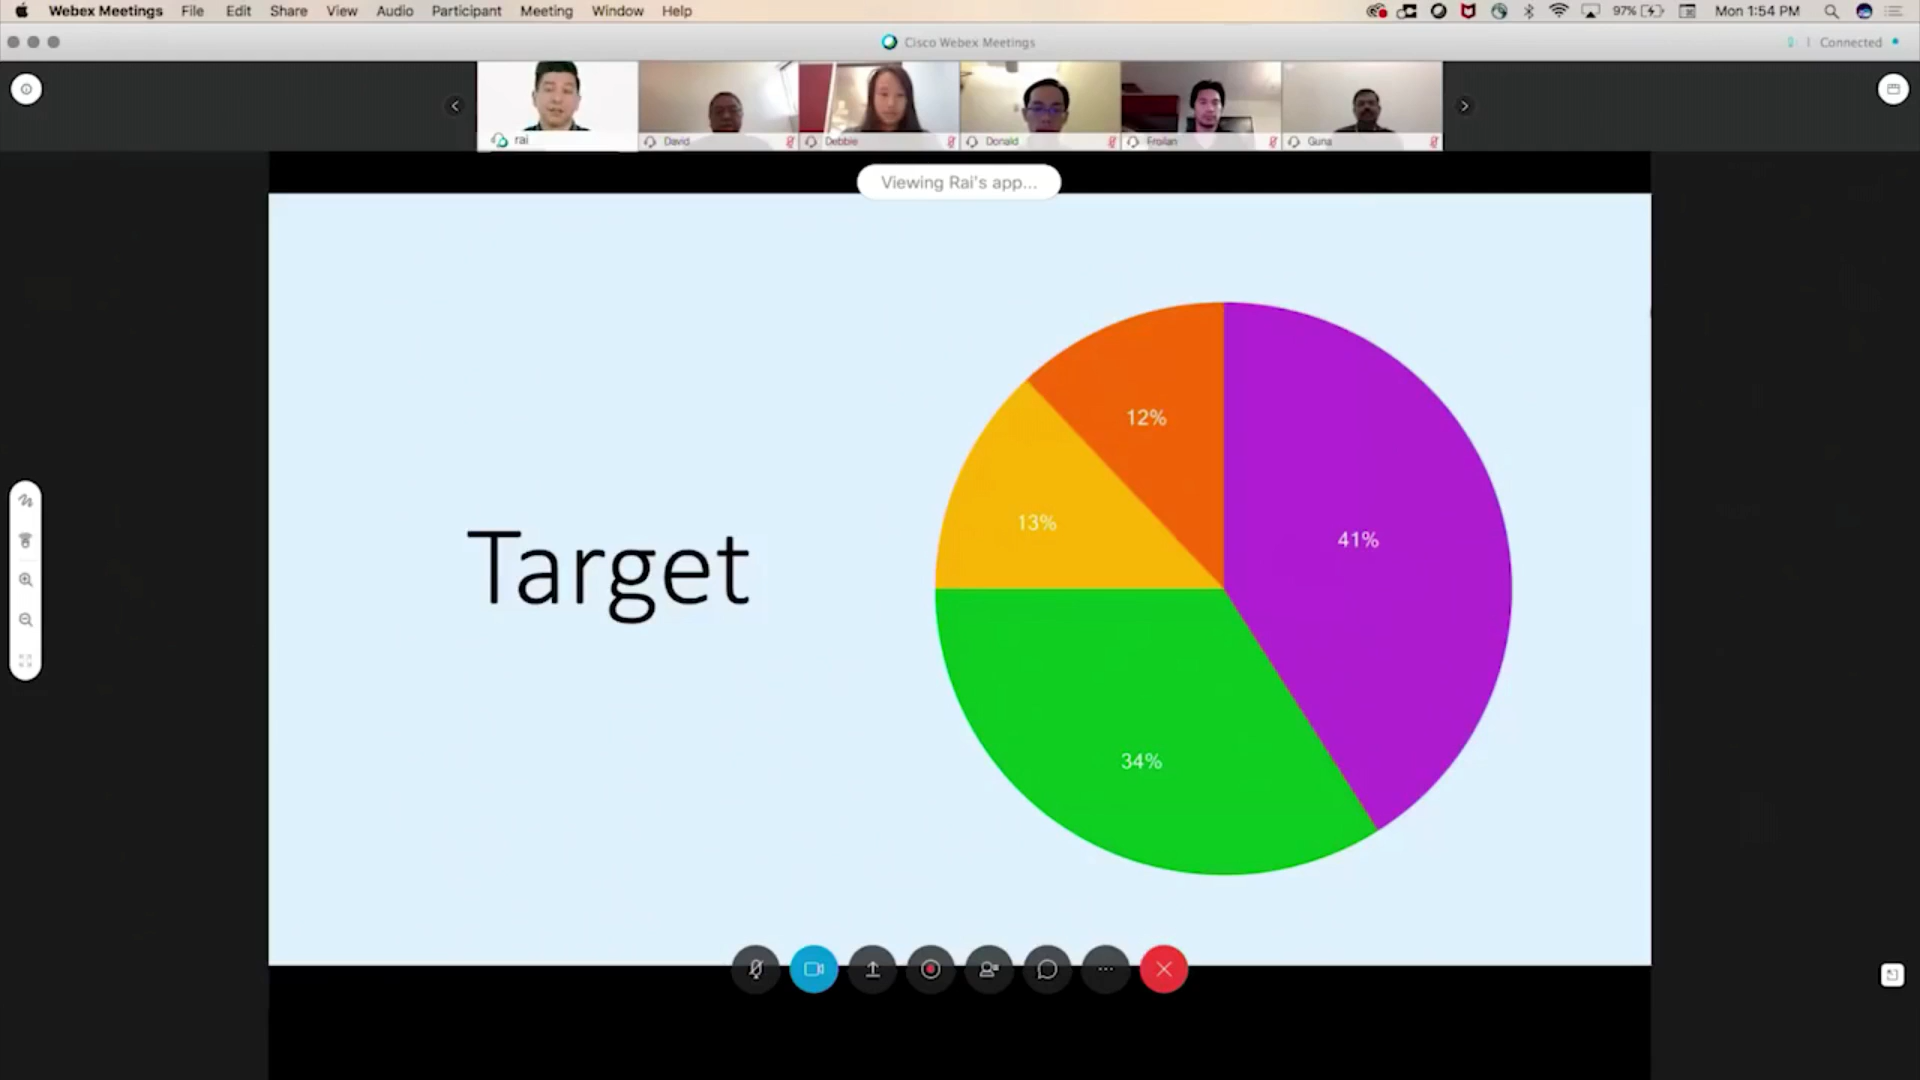 Webex Meetings File Edit Share View Audio Participant Meeting Window Help 97% Mon 1:54 PM
Cisco Webex Meetings Connected
rai David Debbie Donald Froilan Guna
Viewing Rai's app...
12%
41%
13%
Target
34%